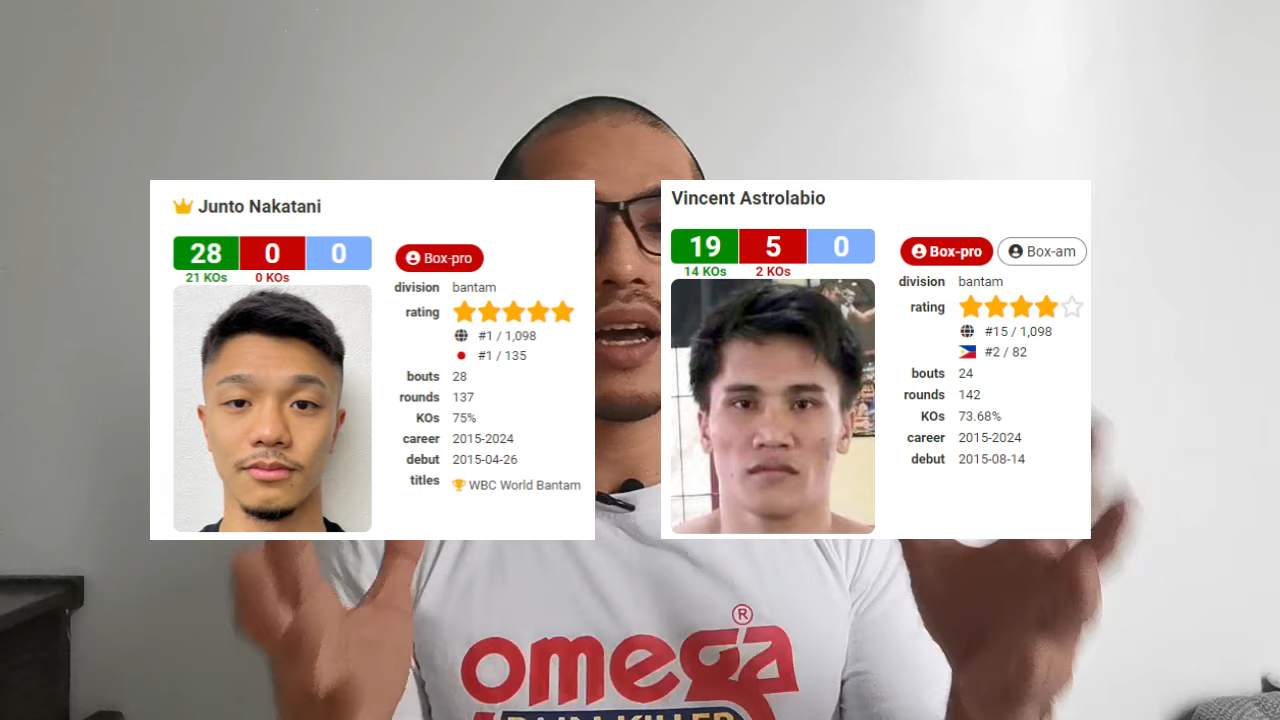 Junto Nakatani
28 0 0
21 KOs 0 KOs
Box-pro
division bantam
rating
#1 / 1,098
#1 / 135
bouts 28
rounds 137
KOs 75%
career 2015-2024
debut 2015-04-26
titles WBC World Bantam
Vincent Astrolabio
19 5 0
14 KOs 2 KOs
Box-pro Box-am
division bantam
rating
#15 / 1,098
#2 / 82
bouts 24
rounds 142
KOs 73.68%
career 2015-2024
debut 2015-08-14
omega ®
PAIN KILLER